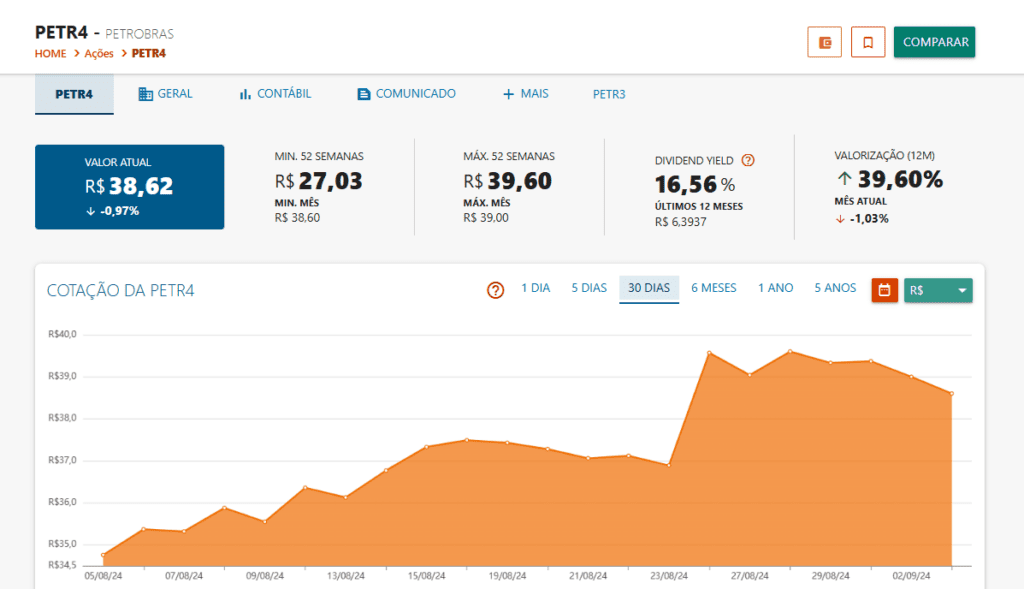 PETR4 - PETROBRAS
HOME > Ações > PETR4
COMPARAR
PETR4
GERAL
CONTÁBIL
COMUNICADO
+ MAIS
PETR3
VALOR ATUAL
R$ 38,62
↓ -0,97%
MIN. 52 SEMANAS
R$ 27,03
MIN. MÊS
R$ 38,60
MÁX. 52 SEMANAS
R$ 39,60
MÁX. MÊS
R$ 39,00
DIVIDEND YIELD ?
16,56 %
ÚLTIMOS 12 MESES
R$ 6,3937
VALORIZAÇÃO (12M)
↑ 39,60%
MÊS ATUAL
↓ -1,03%
COTAÇÃO DA PETR4
?
1 DIA
5 DIAS
30 DIAS
6 MESES
1 ANO
5 ANOS
R$
R$40,0
R$39,0
R$38,0
R$37,0
R$36,0
R$35,0
R$34,5
05/08/24
07/08/24
09/08/24
13/08/24
15/08/24
19/08/24
21/08/24
23/08/24
27/08/24
29/08/24
02/09/24